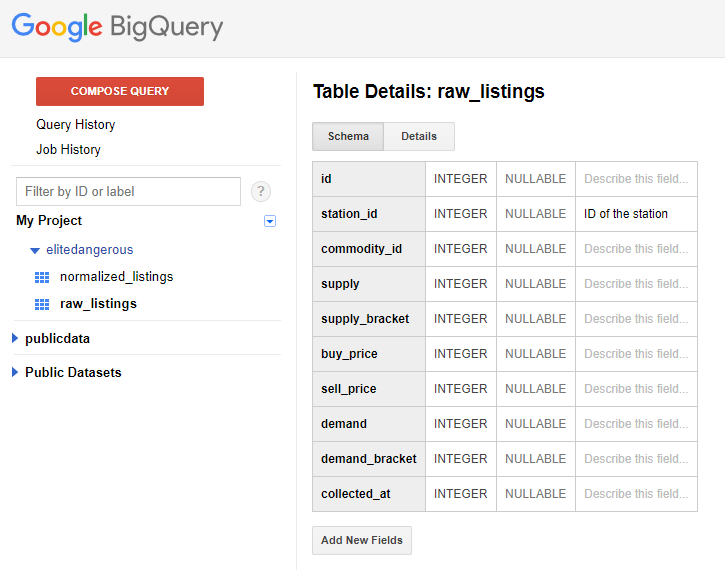 Google BigQuery
COMPOSE QUERY
Query History
Job History
Filter by ID or label
?
My Project
elitedangerous
normalized_listings
raw_listings
publicdata
Public Datasets
Table Details: raw_listings
Schema Details
id INTEGER NULLABLE Describe this field...
station_id INTEGER NULLABLE ID of the station
commodity_id INTEGER NULLABLE Describe this field...
supply INTEGER NULLABLE Describe this field...
supply_bracket INTEGER NULLABLE Describe this field...
buy_price INTEGER NULLABLE Describe this field...
sell_price INTEGER NULLABLE Describe this field...
demand INTEGER NULLABLE Describe this field...
demand_bracket INTEGER NULLABLE Describe this field...
collected_at INTEGER NULLABLE Describe this field...
Add New Fields